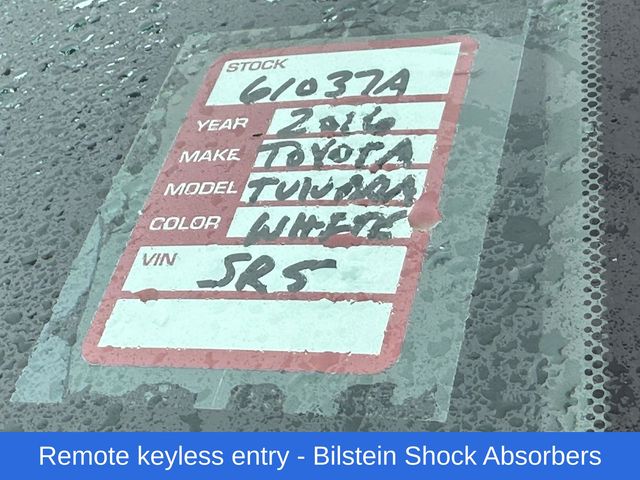 STOCK
61037A
YEAR 2016
MAKE TOYOTA
MODEL TUNDRA
COLOR WHITE
VIN SR5
Remote keyless entry - Bilstein Shock Absorbers